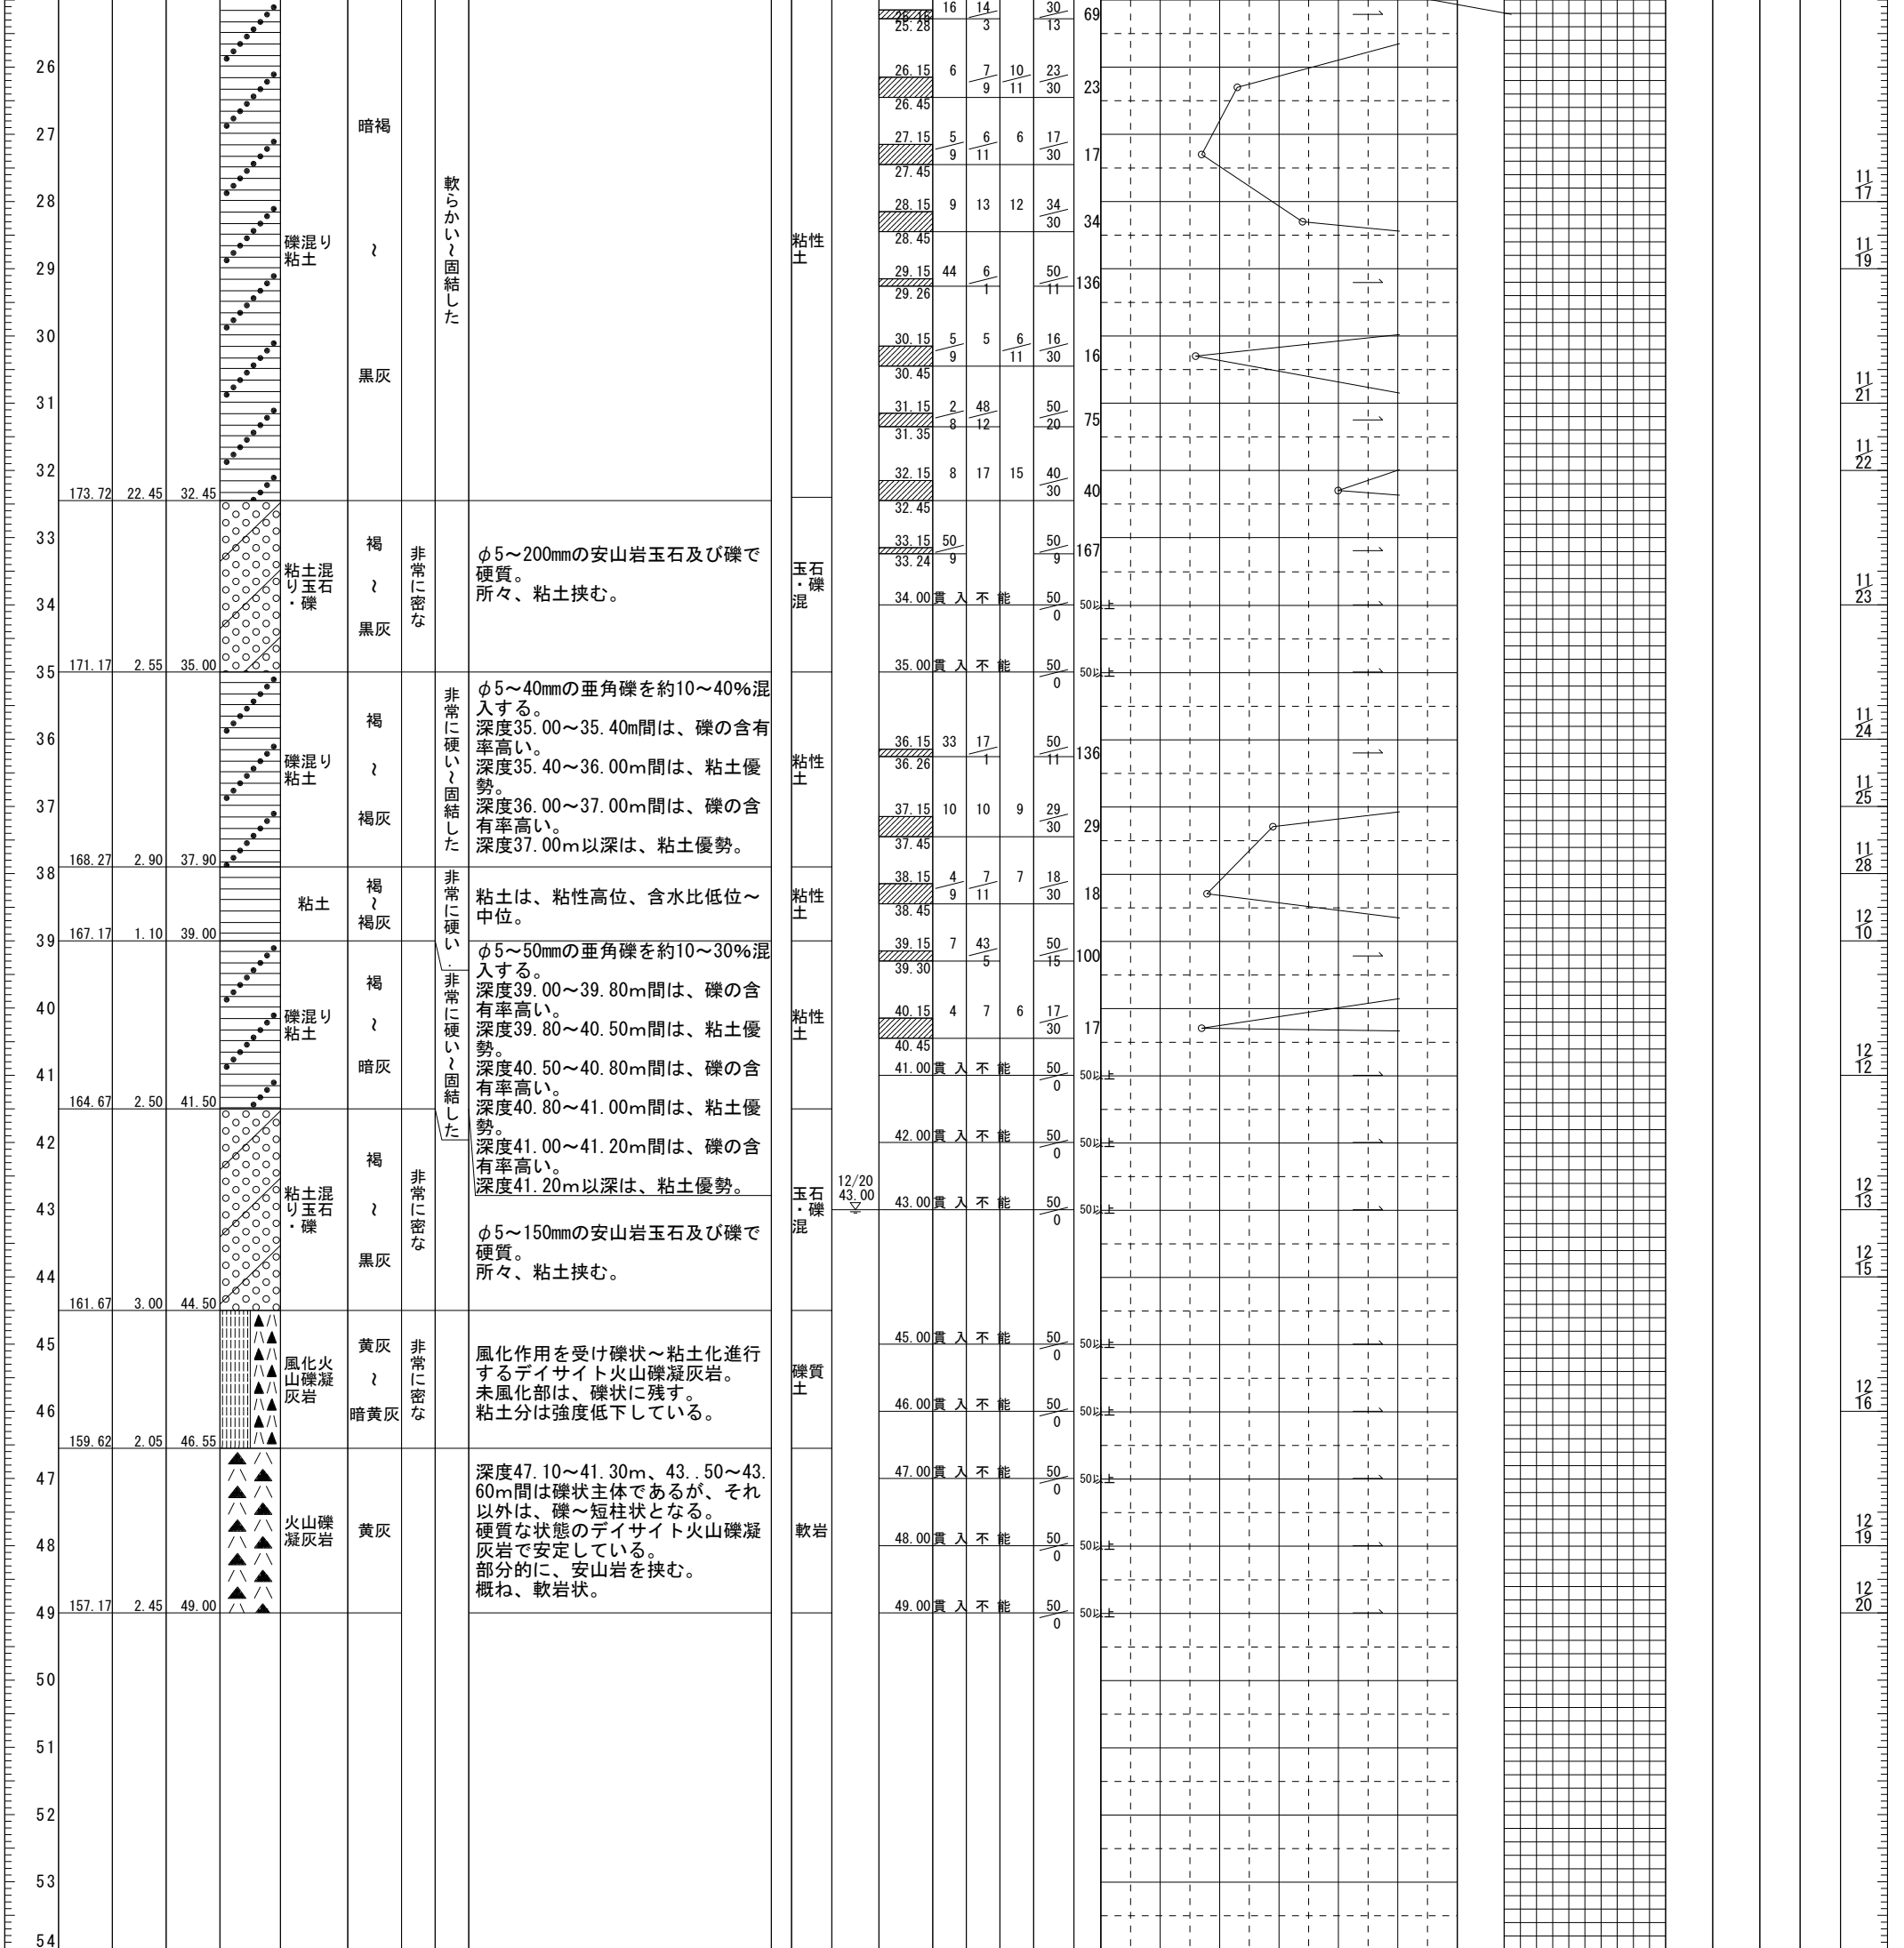 16 14 30
25.15 69
25.28 3 13
26
26.15 6 7 10 23
9 11 30 23
26.45
27
暗褐
27.15 5 6 6 17
9 11 30 17
27.45
11/17
28
28.15 9 13 12 34
30 34
28.45
礫混り
粘土
~
軟らかい~固結した
粘性
土
11/19
29
29.15 44 6 50
1 11 136
29.26
30
30.15 5 5 6 16
9 11 30 16
30.45
黒灰
11/21
31
31.15 2 48 50
8 12 20 75
31.35
11/22
32
32.15 8 17 15 40
30 40
32.45
173.72 22.45 32.45
33
33.15 50 50
9 9 167
33.24
粘土混
り玉石
・礫
褐
~
黒灰
非常に密な
φ5~200mmの安山岩玉石及び礫で
硬質。
所々、粘土挟む。
玉石
・礫
混
11/23
34
34.00 貫入不能 50
0 50以上
171.17 2.55 35.00
35
35.00 貫入不能 50
0 50以上
礫混り
粘土
褐
~
褐灰
非常に硬い~固結した
φ5~40mmの亜角礫を約10~40%混
入する。
深度35.00~35.40m間は、礫の含有
率高い。
深度35.40~36.00m間は、粘土優
勢。
深度36.00~37.00m間は、礫の含
有率高い。
深度37.00m以深は、粘土優勢。
粘性
土
11/24
36
36.15 33 17 50
1 11 136
36.26
11/25
37
37.15 10 10 9 29
30 29
37.45
168.27 2.90 37.90
11/28
38
38.15 4 7 7 18
9 11 30 18
38.45
粘土
褐
~
褐灰
非常に硬い
粘土は、粘性高位、含水比低位~
中位。
粘性
土
167.17 1.10 39.00
12/10
39
39.15 7 43 50
5 15 100
39.30
礫混り
粘土
褐
~
暗灰
非常に硬い~固結した
φ5~50mmの亜角礫を約10~30%混
入する。
深度39.00~39.80m間は、礫の含
有率高い。
深度39.80~40.50m間は、粘土優
勢。
深度40.50~40.80m間は、礫の含
有率高い。
深度40.80~41.00m間は、粘土優
勢。
深度41.00~41.20m間は、礫の含
有率高い。
深度41.20m以深は、粘土優勢。
粘性
土
40
40.15 4 7 6 17
30 17
40.45
12/12
41
41.00 貫入不能 50
0 50以上
164.67 2.50 41.50
42
42.00 貫入不能 50
0 50以上
粘土混
り玉石
・礫
褐
~
黒灰
非常に密な
φ5~150mmの安山岩玉石及び礫で
硬質。
所々、粘土挟む。
玉石
・礫
混
12/20
43.00
12/13
43
43.00 貫入不能 50
0 50以上
12/15
44
161.67 3.00 44.50
45
45.00 貫入不能 50
0 50以上
風化火
山礫凝
灰岩
黄灰
~
暗黄灰
非常に密な
風化作用を受け礫状~粘土化進行
するデイサイト火山礫凝灰岩。
未風化部は、礫状に残す。
粘土分は強度低下している。
礫質
土
12/16
46
46.00 貫入不能 50
0 50以上
159.62 2.05 46.55
47
47.00 貫入不能 50
0 50以上
火山礫
凝灰岩
黄灰
深度47.10~41.30m、43..50~43.
60m間は礫状主体であるが、それ
以外は、礫~短柱状となる。
硬質な状態のデイサイト火山礫凝
灰岩で安定している。
部分的に、安山岩を挟む。
概ね、軟岩状。
軟岩
12/19
48
48.00 貫入不能 50
0 50以上
157.17 2.45 49.00
12/20
49
49.00 貫入不能 50
0 50以上
50
51
52
53
54